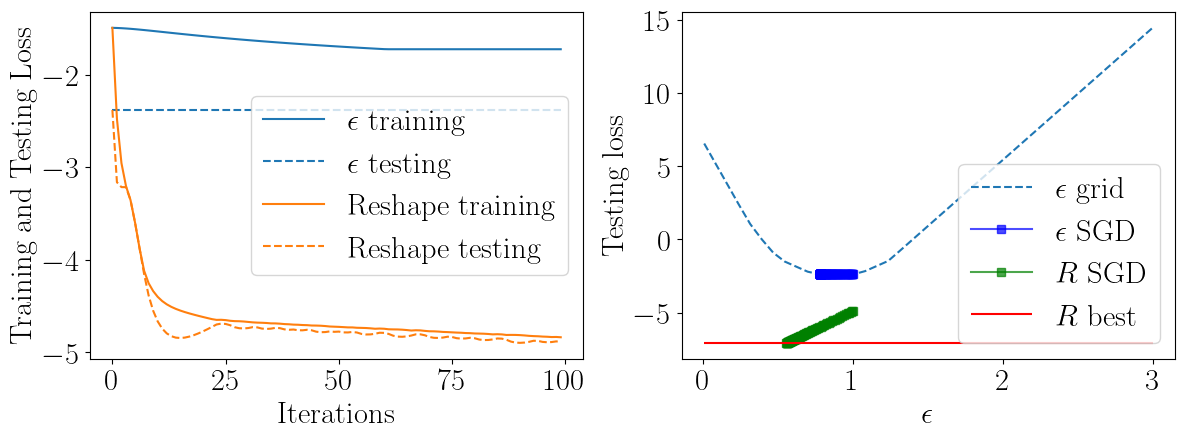 Training and Testing Loss
−2
−3
−4
−5
0
25
50
75
100
Iterations
ϵ training
ϵ testing
Reshape training
Reshape testing
Testing loss
15
10
5
0
−5
0
1
2
3
ϵ
ϵ grid
ϵ SGD
R SGD
R best